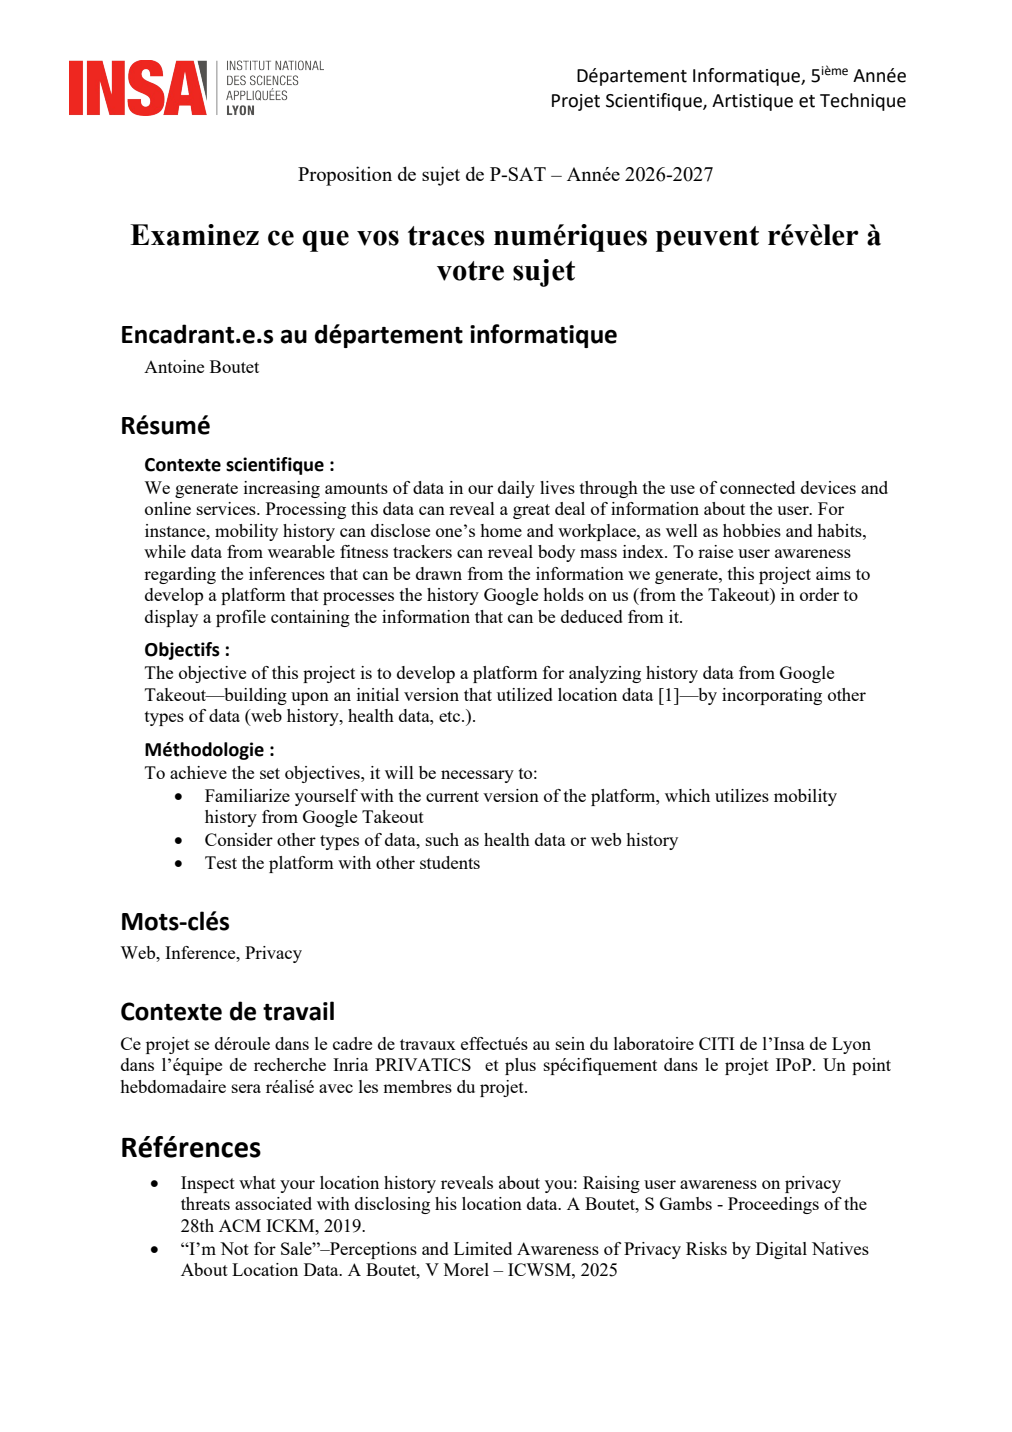 INSA
INSTITUT NATIONAL
DES SCIENCES
APPLIQUÉES
LYON
Département Informatique, 5ième Année
Projet Scientifique, Artistique et Technique
Proposition de sujet de P-SAT – Année 2026-2027
Examinez ce que vos traces numériques peuvent révèler à
votre sujet
Encadrant.e.s au département informatique
Antoine Boutet
Résumé
Contexte scientifique :
We generate increasing amounts of data in our daily lives through the use of connected devices and
online services. Processing this data can reveal a great deal of information about the user. For
instance, mobility history can disclose one’s home and workplace, as well as hobbies and habits,
while data from wearable fitness trackers can reveal body mass index. To raise user awareness
regarding the inferences that can be drawn from the information we generate, this project aims to
develop a platform that processes the history Google holds on us (from the Takeout) in order to
display a profile containing the information that can be deduced from it.
Objectifs :
The objective of this project is to develop a platform for analyzing history data from Google
Takeout—building upon an initial version that utilized location data [1]—by incorporating other
types of data (web history, health data, etc.).
Méthodologie :
To achieve the set objectives, it will be necessary to:
• Familiarize yourself with the current version of the platform, which utilizes mobility
history from Google Takeout
• Consider other types of data, such as health data or web history
• Test the platform with other students
Mots-clés
Web, Inference, Privacy
Contexte de travail
Ce projet se déroule dans le cadre de travaux effectués au sein du laboratoire CITI de l’Insa de Lyon
dans l’équipe de recherche Inria PRIVATICS et plus spécifiquement dans le projet IPoP. Un point
hebdomadaire sera réalisé avec les membres du projet.
Références
• Inspect what your location history reveals about you: Raising user awareness on privacy
threats associated with disclosing his location data. A Boutet, S Gambs - Proceedings of the
28th ACM ICKM, 2019.
• “I’m Not for Sale”–Perceptions and Limited Awareness of Privacy Risks by Digital Natives
About Location Data. A Boutet, V Morel – ICWSM, 2025